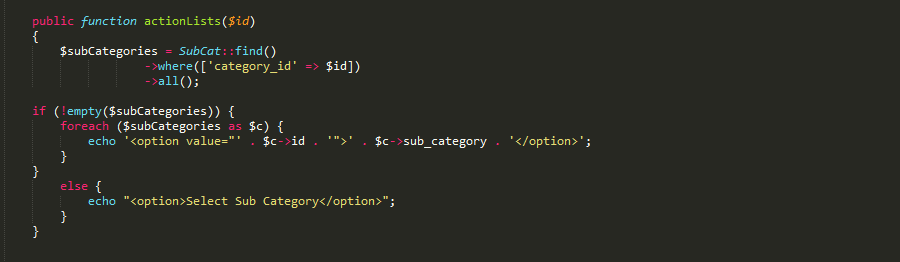 public function actionLists($id)
{
    $subCategories = SubCat::find()
                ->where(['category_id' => $id])
                ->all();

if (!empty($subCategories)) {
    foreach ($subCategories as $c) {
        echo '<option value="' . $c->id . '">' . $c->sub_category . '</option>';
    }
}
    else {
        echo "<option>Select Sub Category</option>";
    }
}